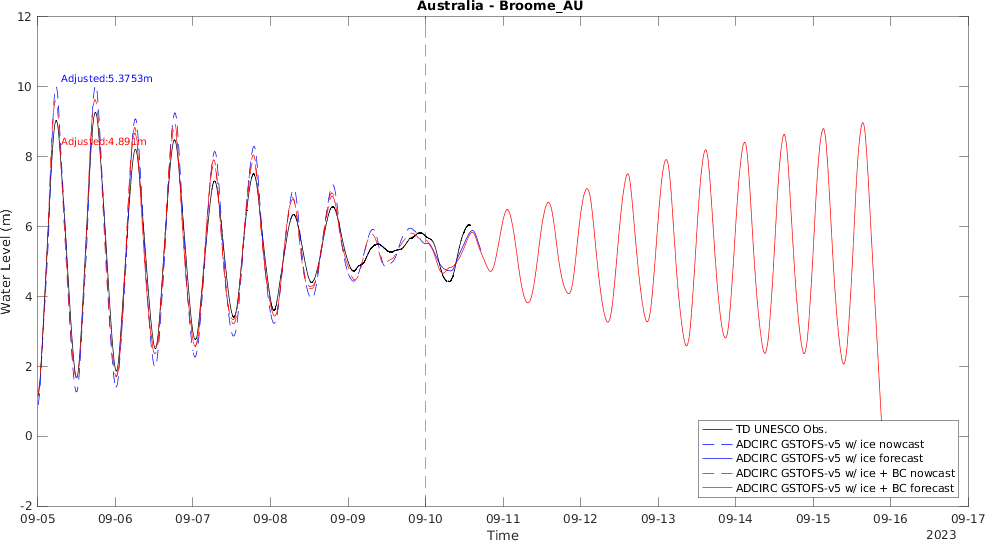 Australia - Broome_AU
12
10
8
6
4
2
0
-2
Water Level (m)
Adjusted:5.3753m
Adjusted:4.891m
TD UNESCO Obs.
ADCIRC GSTOFS-v5 w/ ice nowcast
ADCIRC GSTOFS-v5 w/ ice forecast
ADCIRC GSTOFS-v5 w/ ice + BC nowcast
ADCIRC GSTOFS-v5 w/ ice + BC forecast
09-05 09-06 09-07 09-08 09-09 09-10 09-11 09-12 09-13 09-14 09-15 09-16 09-17
Time
2023